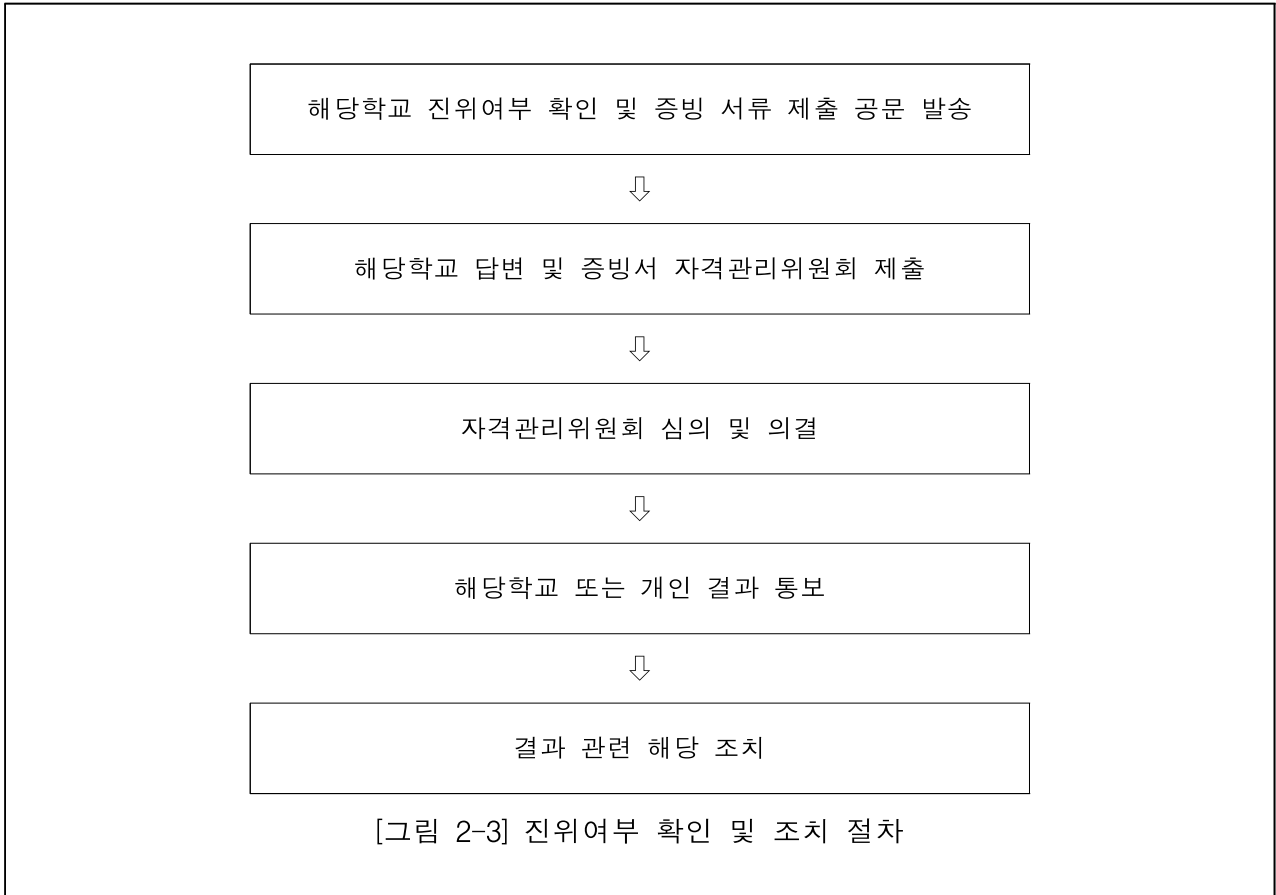 해당학교 진위여부 확인 및 증빙 서류 제출 공문 발송
⇩
해당학교 답변 및 증빙서 자격관리위원회 제출
⇩
자격관리위원회 심의 및 의결
⇩
해당학교 또는 개인 결과 통보
⇩
결과 관련 해당 조치
[그림 2-3] 진위여부 확인 및 조치 절차